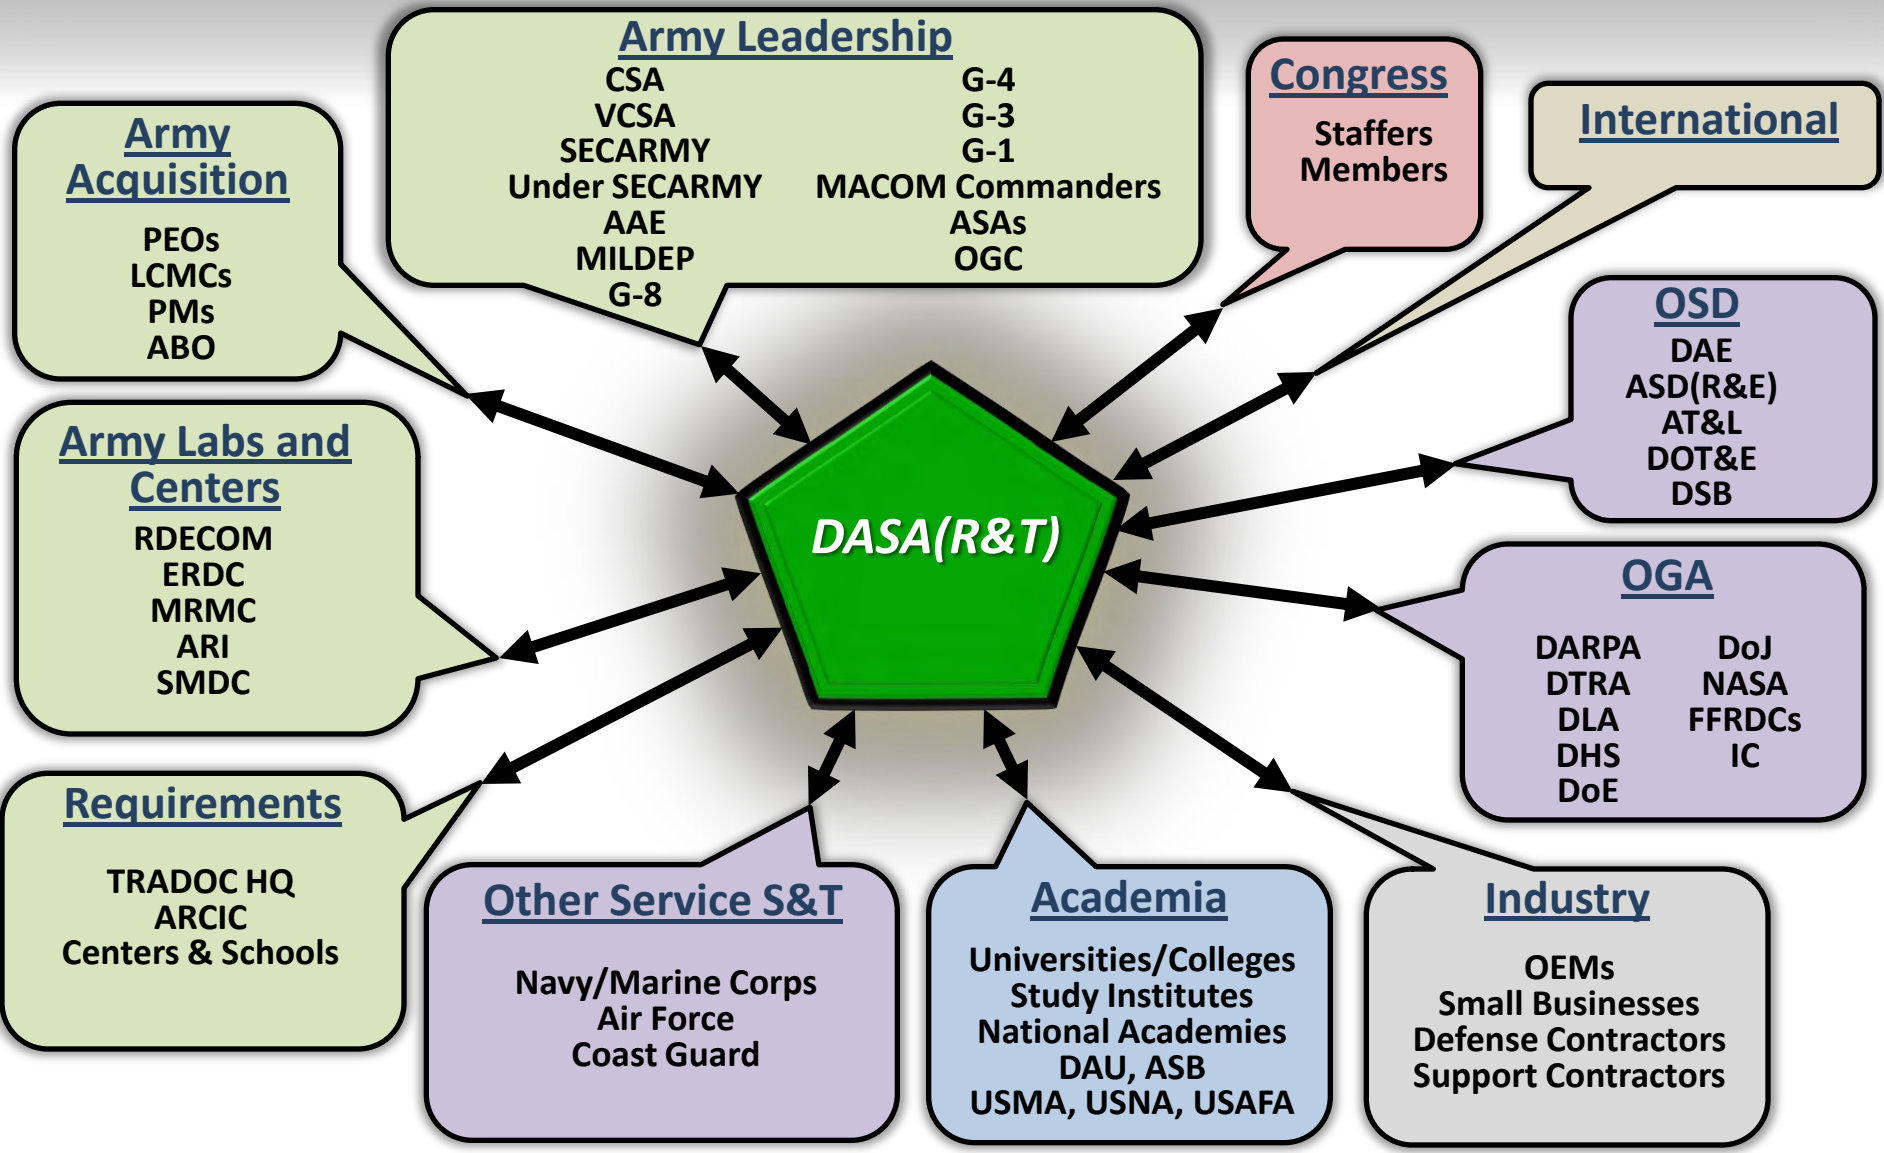 Army Leadership
CSA
VCSA
SECARMY
Under SECARMY
AAE
MILDEP
G-8
G-4
G-3
G-1
MACOM Commanders
ASAs
OGC
Congress
Staffers
Members
International
Army
Acquisition
PEOs
LCMCs
PMs
ABO
OSD
DAE
ASD(R&E)
AT&L
DOT&E
DSB
Army Labs and
Centers
RDECOM
ERDC
MRMC
ARI
SMDC
DASA(R&T)
OGA
DARPA
DTRA
DLA
DHS
DoE
DoJ
NASA
FFRDCs
IC
Requirements
TRADOC HQ
ARCIC
Centers & Schools
Other Service S&T
Navy/Marine Corps
Air Force
Coast Guard
Academia
Universities/Colleges
Study Institutes
National Academies
DAU, ASB
USMA, USNA, USAFA
Industry
OEMs
Small Businesses
Defense Contractors
Support Contractors